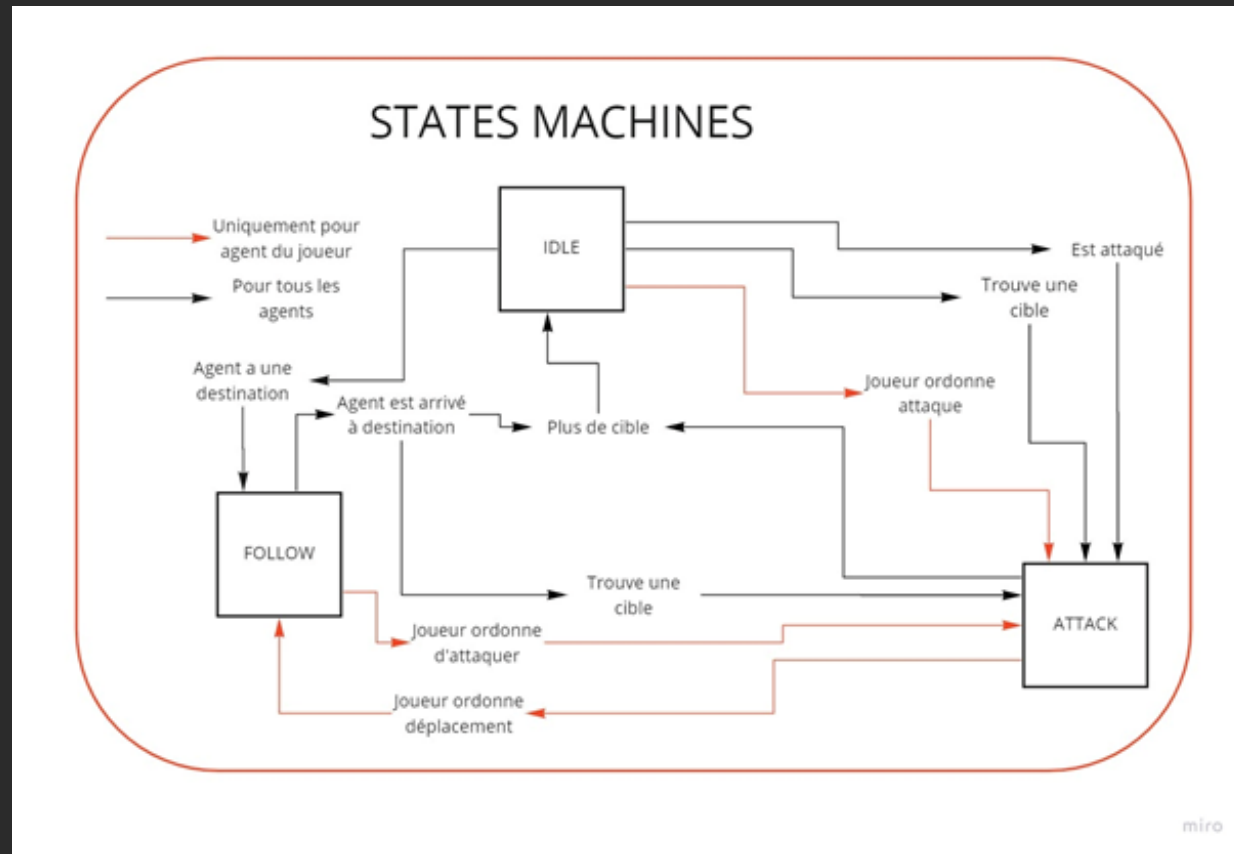 STATES MACHINES
Uniquement pour
agent du joueur
Pour tous les
agents
IDLE
Est attaqué
Trouve une
cible
Agent a une
destination
Agent est arrivé
à destination
Plus de cible
Joueur ordonne
attaque
FOLLOW
Trouve une
cible
ATTACK
Joueur ordonne
d'attaquer
Joueur ordonne
déplacement
miro